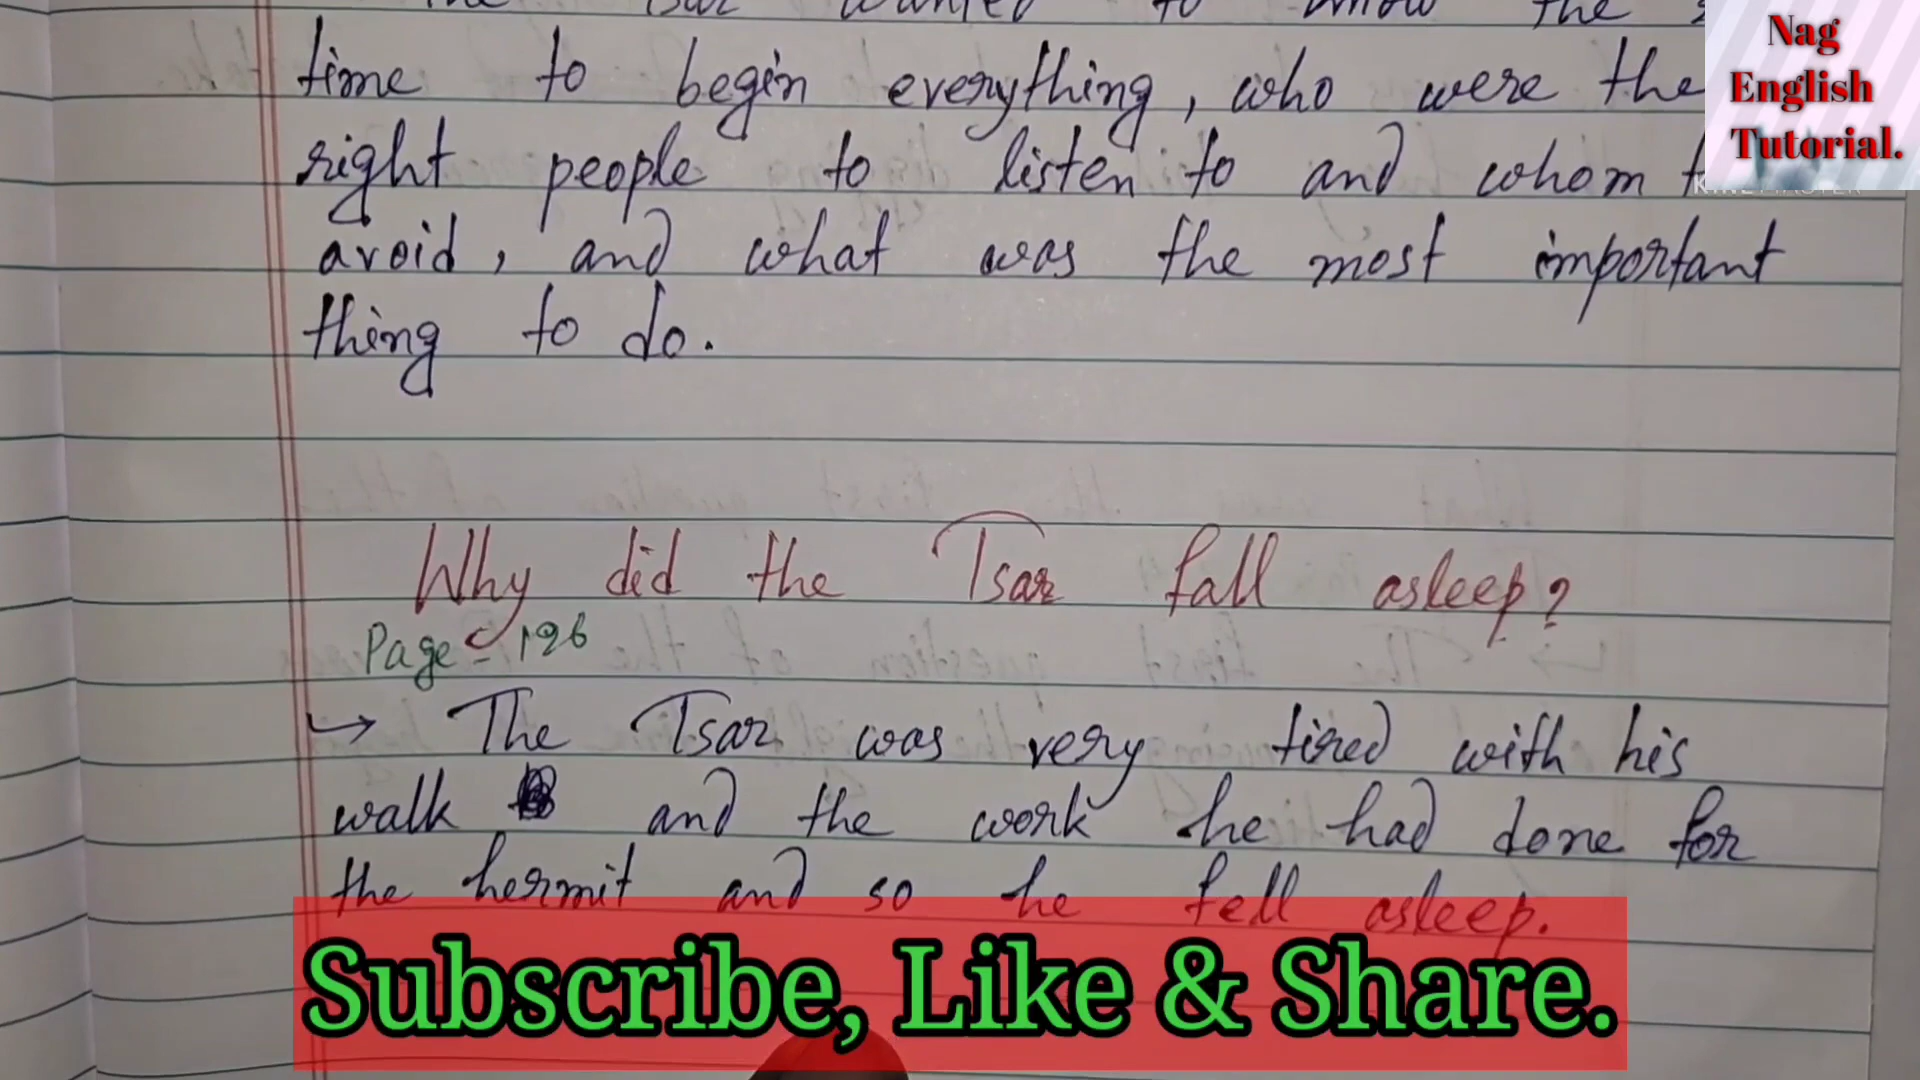 to know the
time to begin everything, who were the
right people to listen to and whom
avoid, and what was the most important
thing to do.
Why did the Tsar fall asleep?
Page - 126
→ The Tsar was very tired with his
walk and the work he had done for
the hermit and so he fell asleep.
Nag
English
Tutorial.
Subscribe, Like & Share.